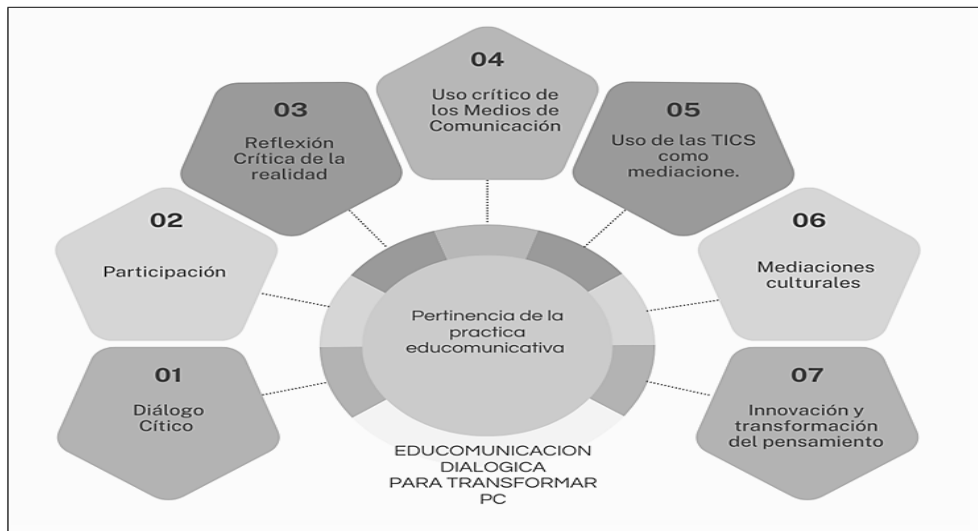 01
Diálogo
Cítico
02
Participación
03
Reflexión
Crítica de la
realidad
04
Uso crítico de
los Medios de
Comunicación
05
Uso de las TICS
como
mediacione.
06
Mediaciones
culturales
07
Innovación y
transformación
del pensamiento
Pertinencia de la
practica
educomunicativa
EDUCOMUNICACION
DIALOGICA
PARA TRANSFORMAR
PC